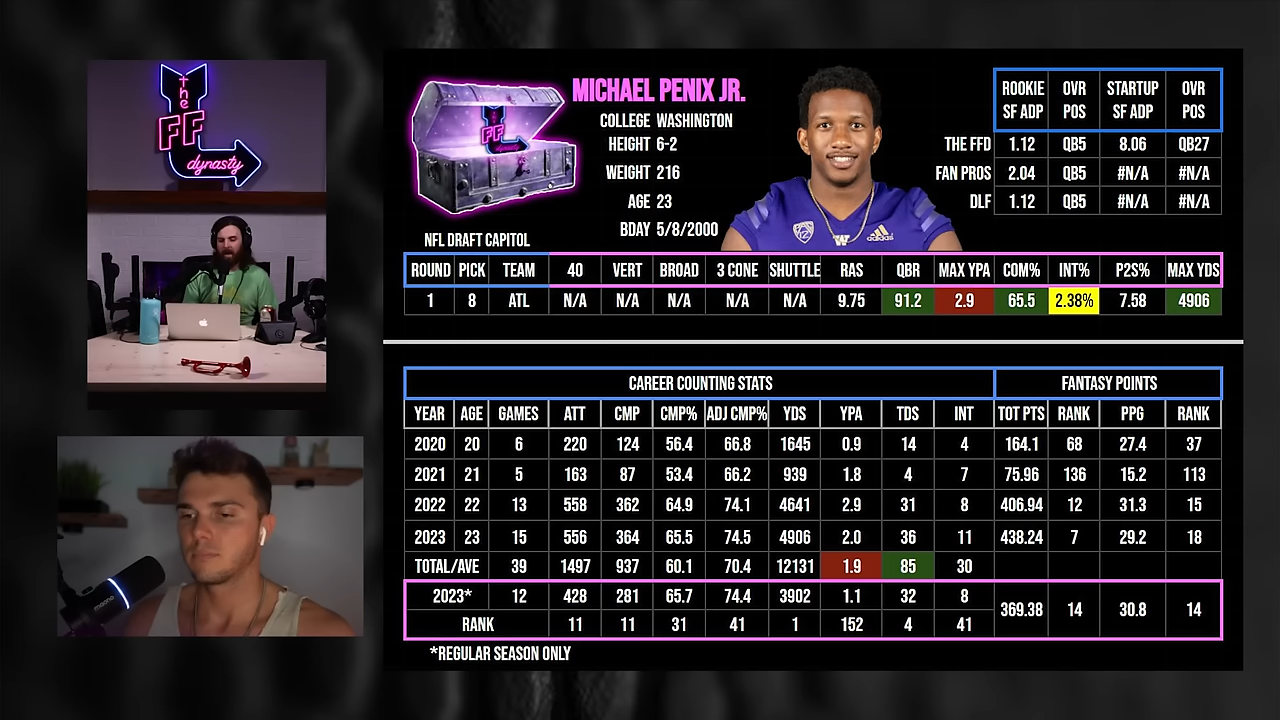 the
FF
dynasty
FF
dynasty
MICHAEL PENIX JR.
COLLEGE WASHINGTON
HEIGHT 6-2
WEIGHT 216
AGE 23
BDAY 5/8/2000
NFL DRAFT CAPITOL
W
adidas
ROOKIE SF ADP OVR POS STARTUP SF ADP OVR POS
THE FFD 1.12 QB5 8.06 QB27
FAN PROS 2.04 QB5 #N/A #N/A
DLF 1.12 QB5 #N/A #N/A
ROUND PICK TEAM 40 VERT BROAD 3 CONE SHUTTLE RAS QBR MAX YPA COM% INT% P2S% MAX YDS
1 8 ATL N/A N/A N/A N/A N/A 9.75 91.2 2.9 65.5 2.38% 7.58 4906
CAREER COUNTING STATS FANTASY POINTS
YEAR AGE GAMES ATT CMP CMP% ADJ CMP% YDS YPA TDS INT TOT PTS RANK PPG RANK
2020 20 6 220 124 56.4 66.8 1645 0.9 14 4 164.1 68 27.4 37
2021 21 5 163 87 53.4 66.2 939 1.8 4 7 75.96 136 15.2 113
2022 22 13 558 362 64.9 74.1 4641 2.9 31 8 406.94 12 31.3 15
2023 23 15 556 364 65.5 74.5 4906 2.0 36 11 438.24 7 29.2 18
TOTAL/AVE 39 1497 937 60.1 70.4 12131 1.9 85 30
2023* 12 428 281 65.7 74.4 3902 1.1 32 8 369.38 14 30.8 14
RANK 11 11 31 41 1 152 4 41
*REGULAR SEASON ONLY